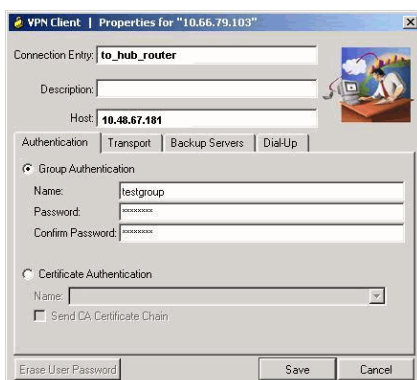 VPN Client | Properties for "10.66.79.103"
Connection Entry: to_hub_router
Description:
Host: 10.48.67.181
Authentication Transport Backup Servers Dial-Up
Group Authentication
Name: testgroup
Password: ********
Confirm Password: ********
Certificate Authentication
Name:
Send CA Certificate Chain
Erase User Password Save Cancel